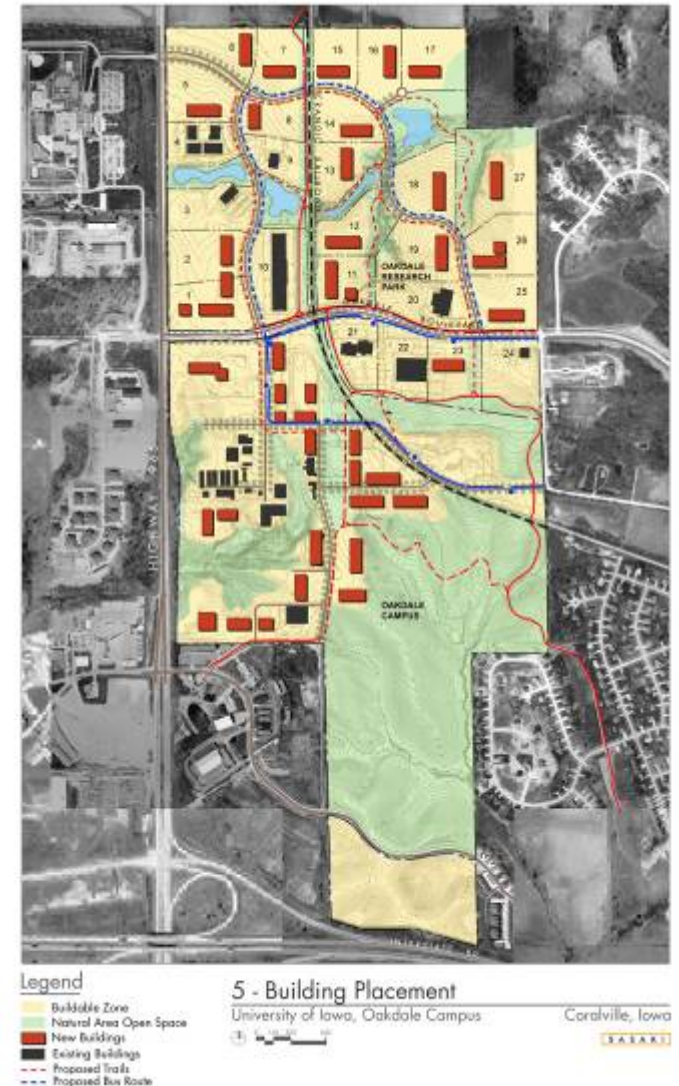 6
7
15
16
17
5
8
14
4
9
13
18
27
3
12
19
26
2
10
11
OAKDALE
RESEARCH
PARK
20
25
1
21
22
23
24
OAKDALE
CAMPUS
Legend
Buildable Zone
Natural Area Open Space
New Buildings
Existing Buildings
Proposed Trails
Proposed Bus Route
5 - Building Placement
University of Iowa, Oakdale Campus
Coralville, Iowa
SASAKI